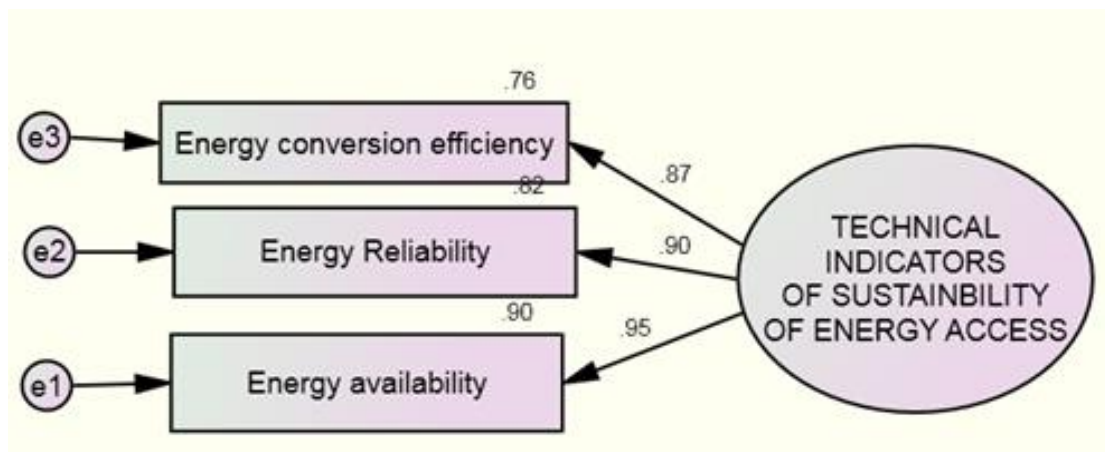 .76
e3
Energy conversion efficiency
.87
.82
e2
Energy Reliability
.90
TECHNICAL
INDICATORS
OF SUSTAINBILITY
OF ENERGY ACCESS
.90
.95
e1
Energy availability